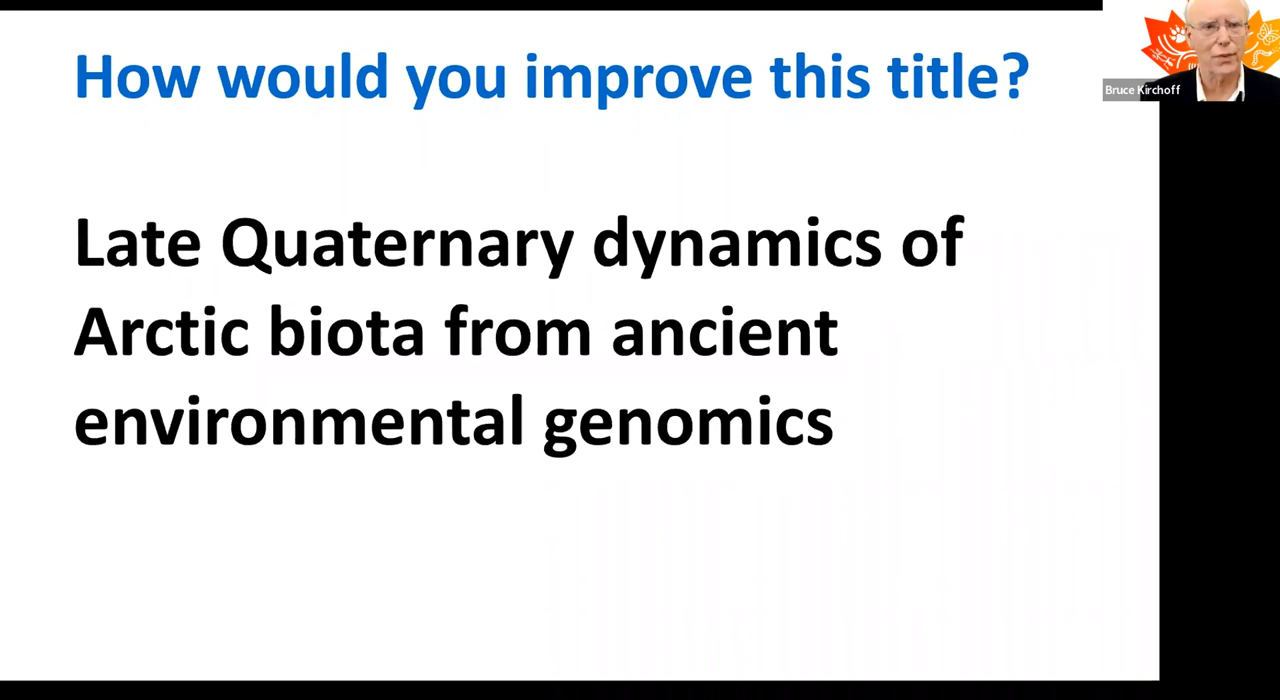 How would you improve this title?
Bruce Kirchoff
Late Quaternary dynamics of
Arctic biota from ancient
environmental genomics